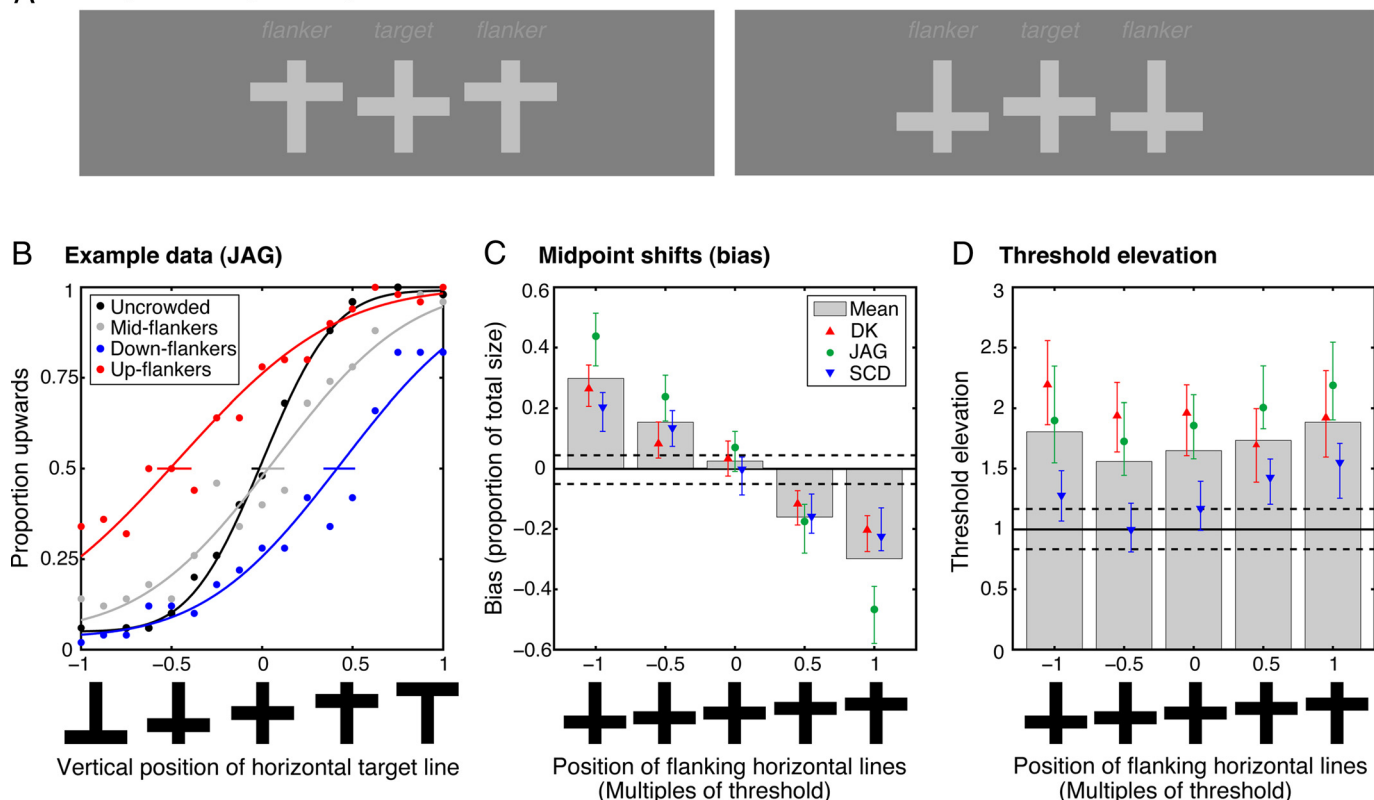 flanker target flanker
flanker target flanker
B Example data (JAG)
Proportion upwards
1
0.75
0.5
0.25
0
Uncrowded
Mid-flankers
Down-flankers
Up-flankers
−1 −0.5 0 0.5 1
Vertical position of horizontal target line
C Midpoint shifts (bias)
Bias (proportion of total size)
0.6
0.4
0.2
0
−0.2
−0.4
−0.6
Mean
DK
JAG
SCD
−1 −0.5 0 0.5 1
Position of flanking horizontal lines
(Multiples of threshold)
D Threshold elevation
Threshold elevation
3
2.5
2
1.5
1
0.5
0
−1 −0.5 0 0.5 1
Position of flanking horizontal lines
(Multiples of threshold)